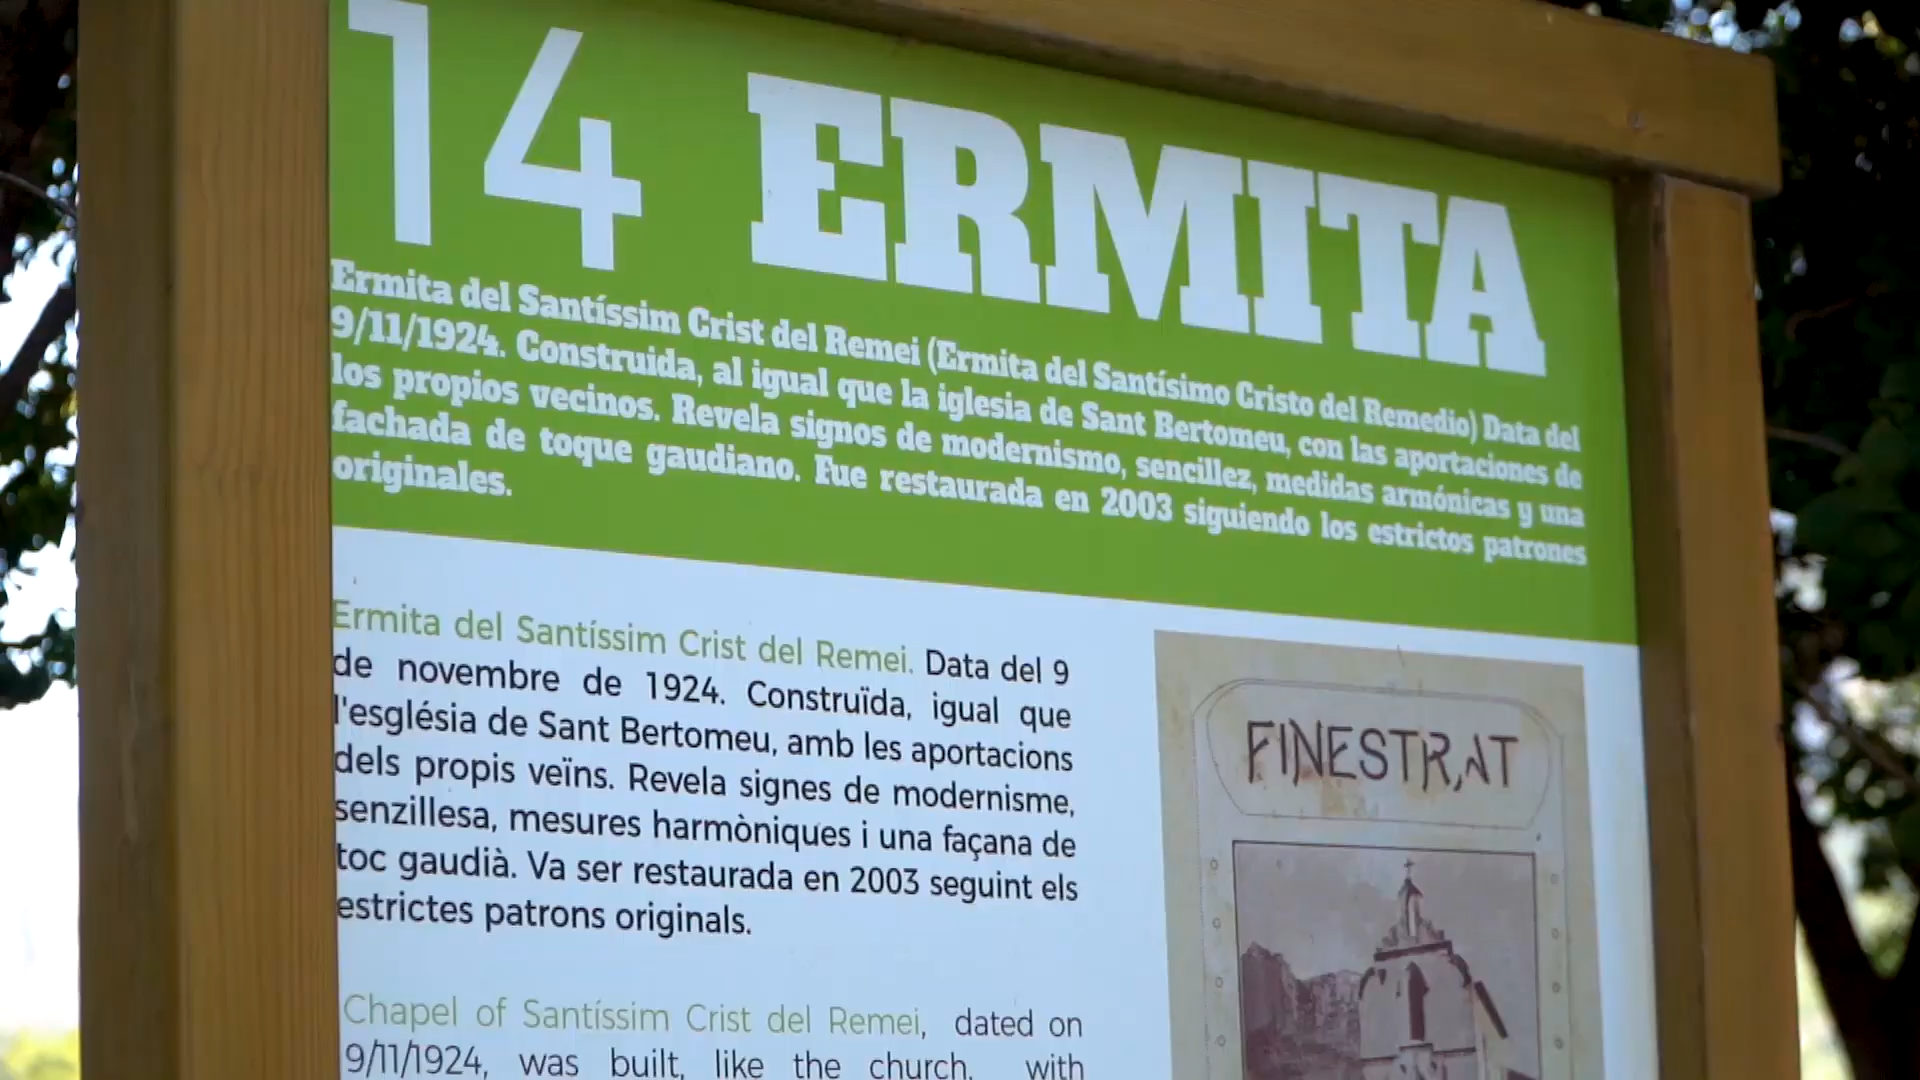 14 ERMITA
Ermita del Santíssim Crist del Remei (Ermita del Santísimo Cristo del Remedio) Data del
9/11/1924. Construida, al igual que la iglesia de Sant Bertomeu, con las aportaciones de
los propios vecinos. Revela signos de modernismo, sencillez, medidas armónicas y una
fachada de toque gaudiano. Fue restaurada en 2003 siguiendo los estrictos patrones
originales.
Ermita del Santíssim Crist del Remei. Data del 9
de novembre de 1924. Construïda, igual que
l'església de Sant Bertomeu, amb les aportacions
dels propis veïns. Revela signes de modernisme,
senzillesa, mesures harmòniques i una façana de
toc gaudià. Va ser restaurada en 2003 seguint els
estrictes patrons originals.
Chapel of Santíssim Crist del Remei, dated on
9/11/1924, was built, like the church, with
FINESTRAT